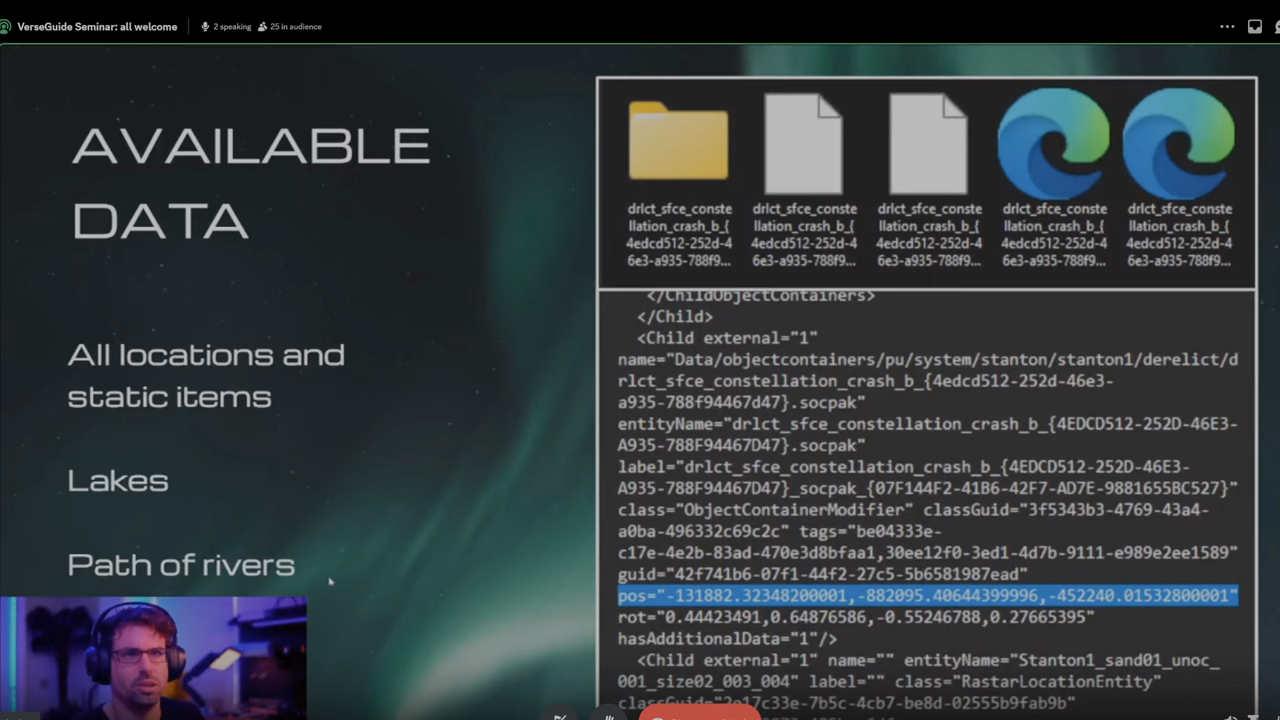 VerseGuide Seminar: all welcome
2 speaking
25 in audience
AVAILABLE
DATA
All locations and
static items
Lakes
Path of rivers
drlct_sfce_conste
llation_crash_b_{
4edcd512-252d-4
6e3-a935-788f9...
drlct_sfce_conste
llation_crash_b_{
4edcd512-252d-4
6e3-a935-788f9...
drlct_sfce_conste
llation_crash_b_{
4edcd512-252d-4
6e3-a935-788f9...
drlct_sfce_conste
llation_crash_b_{
4edcd512-252d-4
6e3-a935-788f9...
drlct_sfce_conste
llation_crash_b_{
4edcd512-252d-4
6e3-a935-788f9...
</ChildObjectContainers>
</Child>
<Child external="1"
name="Data/objectcontainers/pu/system/stanton/stanton1/derelict/d
rlct_sfce_constellation_crash_b_{4edcd512-252d-46e3-
a935-788f94467d47}.socpak"
entityName="drlct_sfce_constellation_crash_b_{4EDCD512-252D-46E3-
A935-788F94467D47}.socpak"
label="drlct_sfce_constellation_crash_b_{4EDCD512-252D-46E3-
A935-788F94467D47}_socpak_{07F144F2-41B6-42F7-AD7E-9881655BC527}"
class="ObjectContainerModifier" classGuid="3f5343b3-4769-43a4-
a0ba-496332c69c2c" tags="be04333e-
c17e-4e2b-83ad-470e3d8bfaa1,30ee12f0-3ed1-4d7b-9111-e989e2ee1589"
guid="42f741b6-07f1-44f2-27c5-5b6581987ead"
pos="-131882.32348200001,-882095.40644399996,-452240.01532800001"
rot="0.44423491,0.64876586,-0.55246788,0.27665395"
hasAdditionalData="1"/>
<Child external="1" name="" entityName="Stanton1_sand01_unoc_
001_size02_003_004" label="" class="RastarLocationEntity"